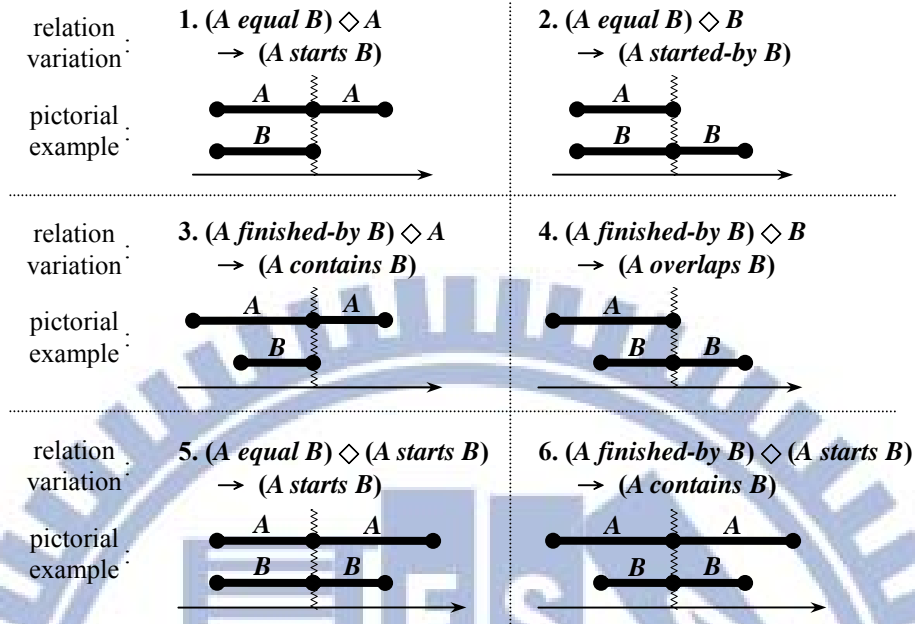 relation variation :
1. (A equal B) ◇ A
→ (A starts B)
pictorial example :
A A
B
2. (A equal B) ◇ B
→ (A started-by B)
A
B B
relation variation :
3. (A finished-by B) ◇ A
→ (A contains B)
pictorial example :
A A
B
4. (A finished-by B) ◇ B
→ (A overlaps B)
A
B B
relation variation :
5. (A equal B) ◇ (A starts B)
→ (A starts B)
pictorial example :
A A
B B
6. (A finished-by B) ◇ (A starts B)
→ (A contains B)
A A
B B